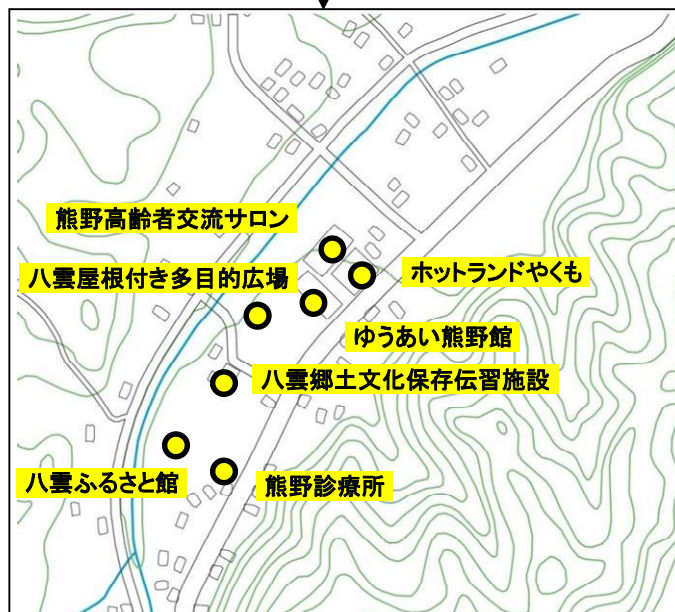 熊野高齢者交流サロン
八雲屋根付き多目的広場
ホットランドやくも
ゆうあい熊野館
八雲郷土文化保存伝習施設
八雲ふるさと館
熊野診療所